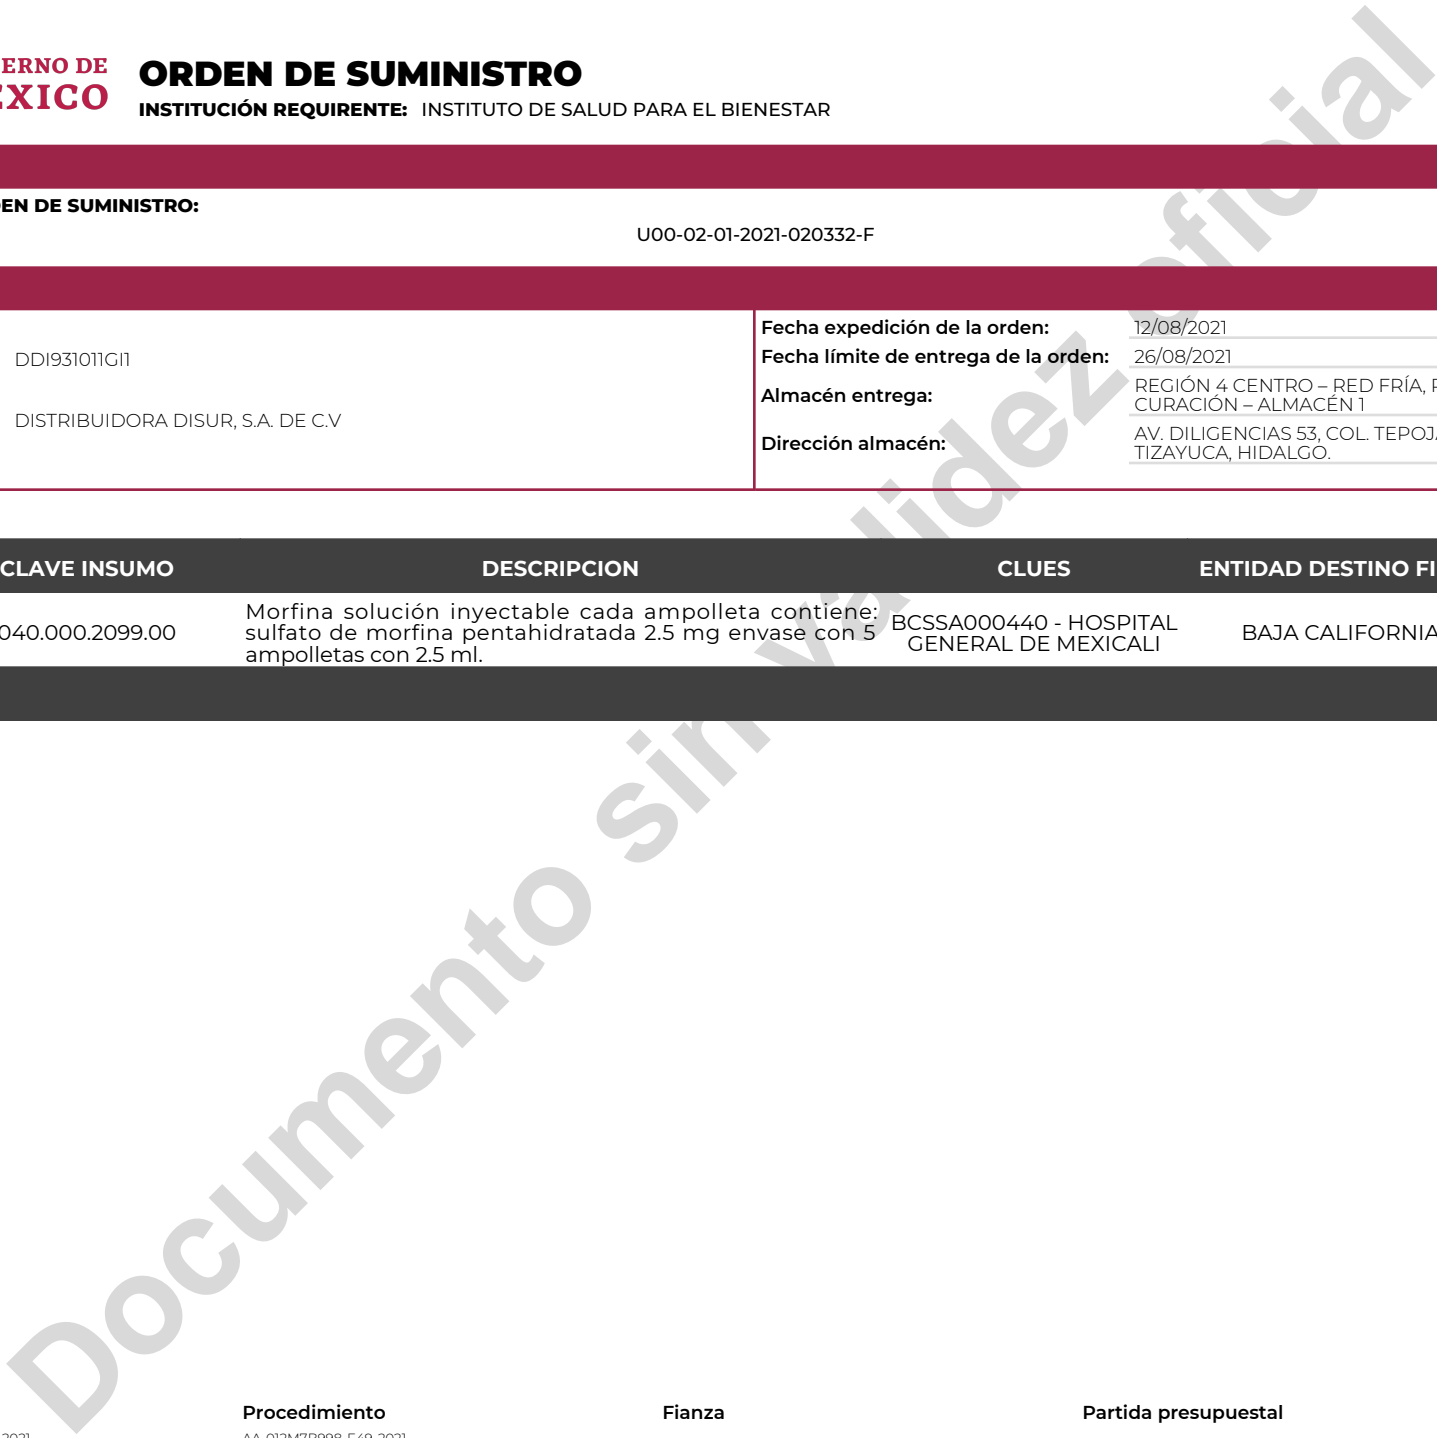 ERNO DE
ÉXICO
ORDEN DE SUMINISTRO
INSTITUCIÓN REQUIRENTE: INSTITUTO DE SALUD PARA EL BIENESTAR
EN DE SUMINISTRO:
U00-02-01-2021-020332-F
DDI931011GI1
DISTRIBUIDORA DISUR, S.A. DE C.V
Fecha expedición de la orden: 12/08/2021
Fecha límite de entrega de la orden: 26/08/2021
Almacén entrega: REGIÓN 4 CENTRO – RED FRÍA,
CURACIÓN – ALMACÉN 1
Dirección almacén: AV. DILIGENCIAS 53, COL. TEPOJA
TIZAYUCA, HIDALGO.
CLAVE INSUMO DESCRIPCION CLUES ENTIDAD DESTINO FI
040.000.2099.00
Morfina solución inyectable cada ampolleta contiene:
sulfato de morfina pentahidratada 2.5 mg envase con 5
ampolletas con 2.5 ml.
BCSSA000440 - HOSPITAL
GENERAL DE MEXICALI
BAJA CALIFORNIA
Documento sin validez oficial
Procedimiento Fianza Partida presupuestal